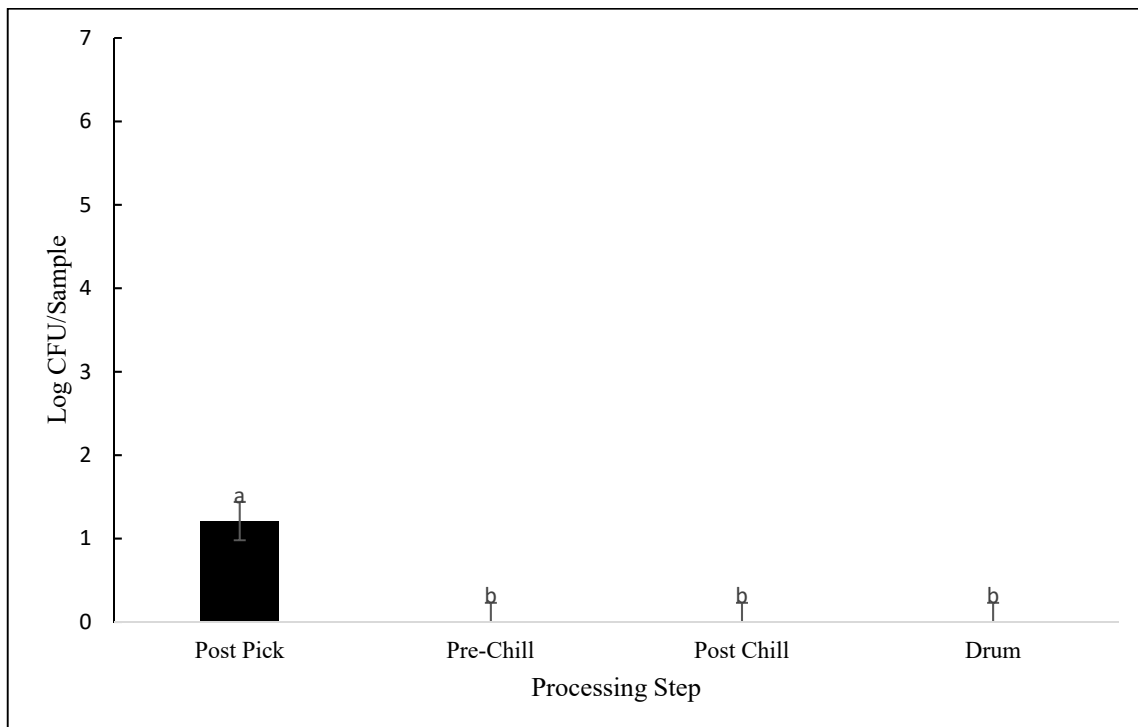 7
6
5
4
3
2
1
0
Log CFU/Sample
a
b
b
b
Post Pick
Pre-Chill
Post Chill
Drum
Processing Step